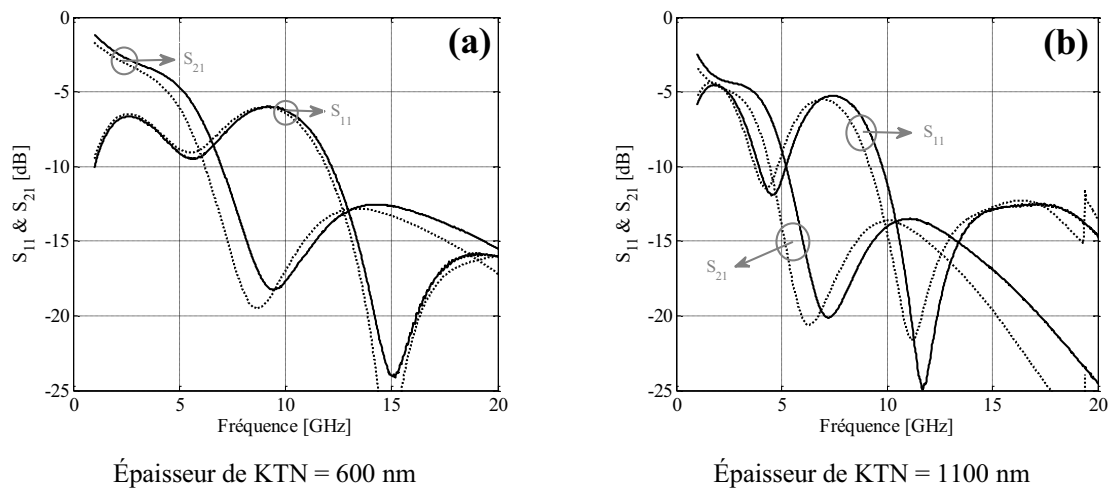 (a)
0
-5
-10
-15
-20
-25
S11 & S21 [dB]
S21
S11
0
5
10
15
20
Fréquence [GHz]
Épaisseur de KTN = 600 nm
(b)
0
-5
-10
-15
-20
-25
S11 & S21 [dB]
S11
S21
0
5
10
15
20
Fréquence [GHz]
Épaisseur de KTN = 1100 nm